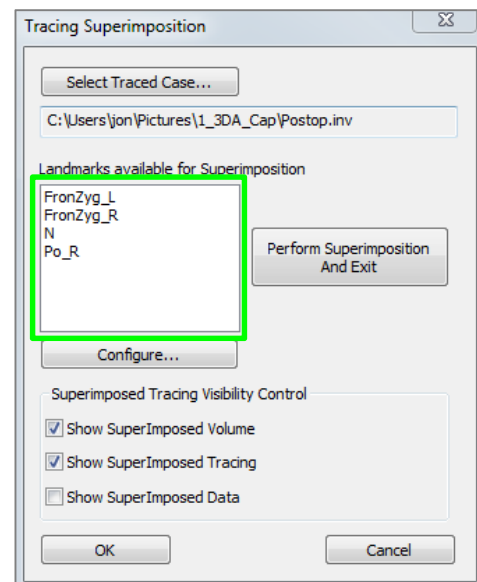 Tracing Superimposition
Select Traced Case...
C:\Users\jon\Pictures\1_3DA_Cap\Postop.inv
Landmarks available for Superimposition
FronZyg_L
FronZyg_R
N
Po_R
Perform Superimposition
And Exit
Configure...
Superimposed Tracing Visibility Control
Show SuperImposed Volume
Show SuperImposed Tracing
Show SuperImposed Data
OK
Cancel